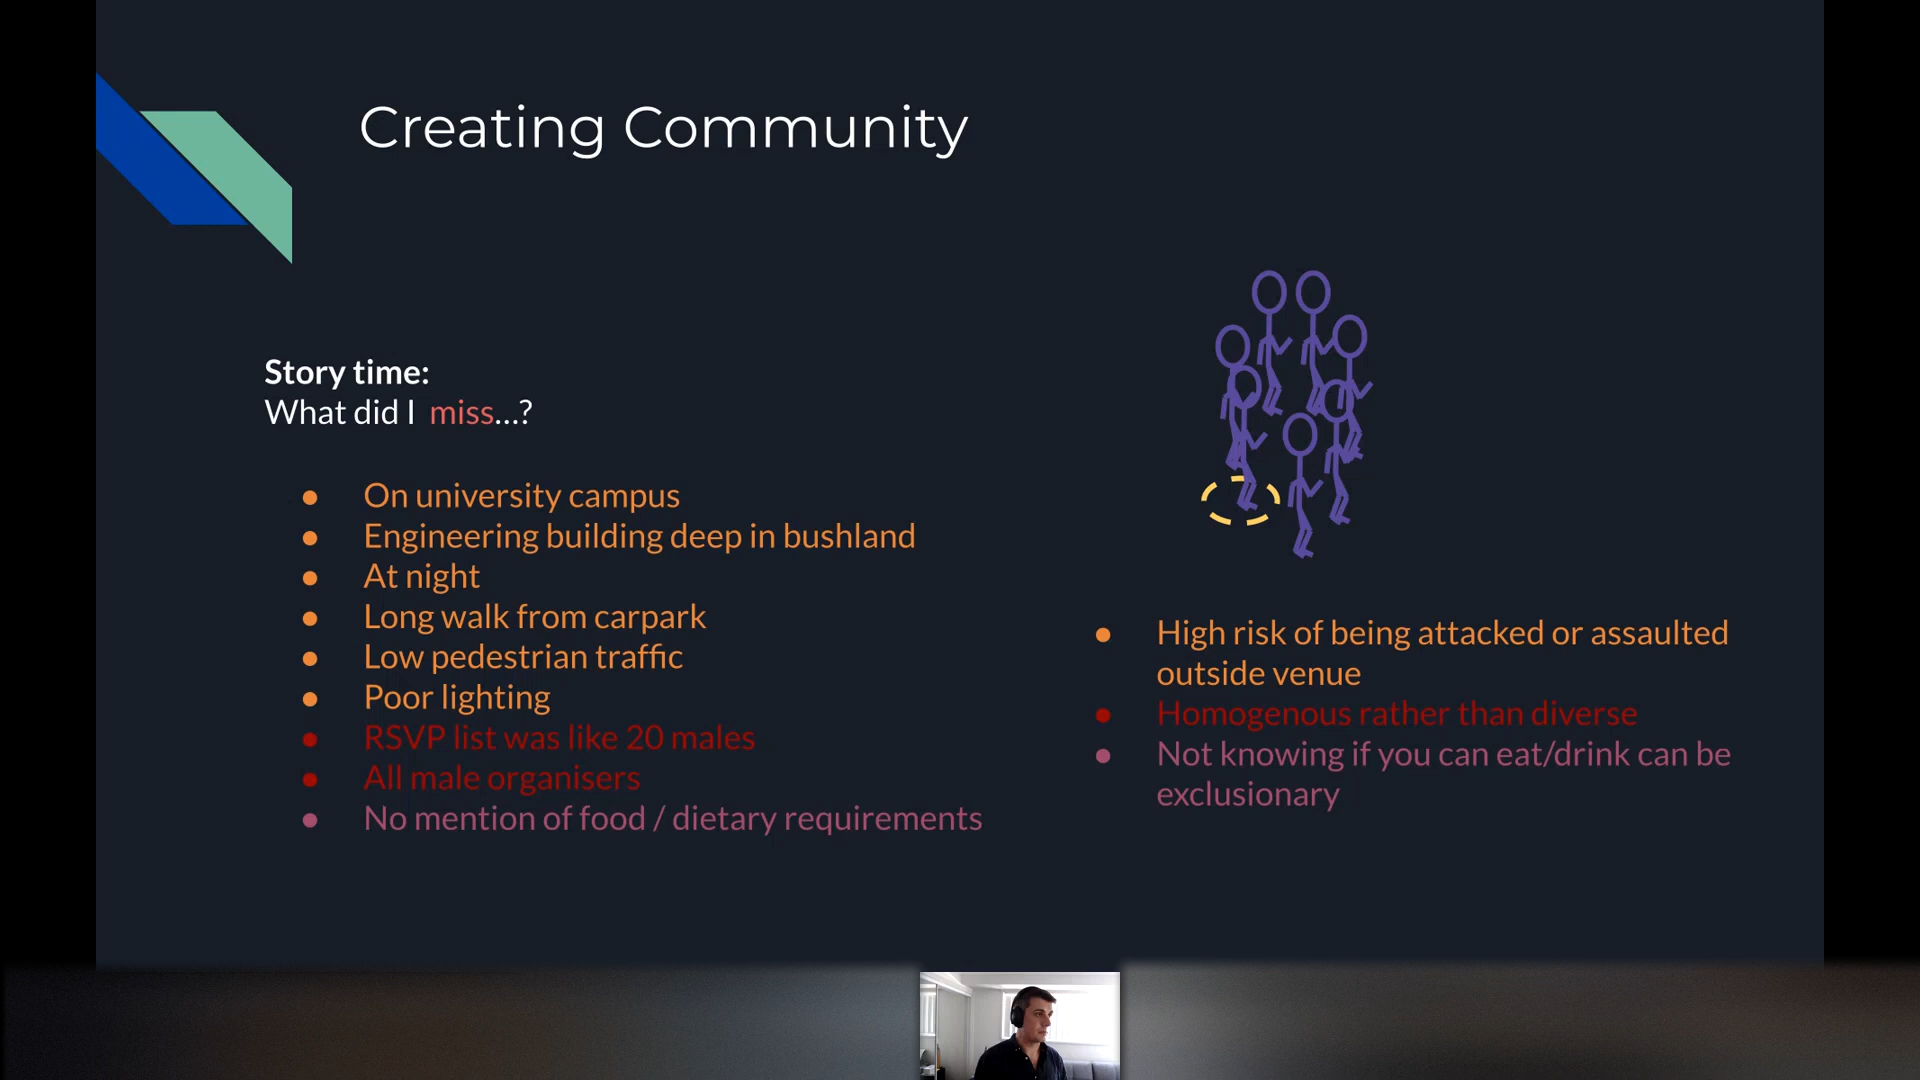 Creating Community
Story time:
What did I miss...?
● On university campus
● Engineering building deep in bushland
● At night
● Long walk from carpark
● Low pedestrian traffic
● Poor lighting
● RSVP list was like 20 males
● All male organisers
● No mention of food / dietary requirements
● High risk of being attacked or assaulted
outside venue
● Homogenous rather than diverse
● Not knowing if you can eat/drink can be
exclusionary